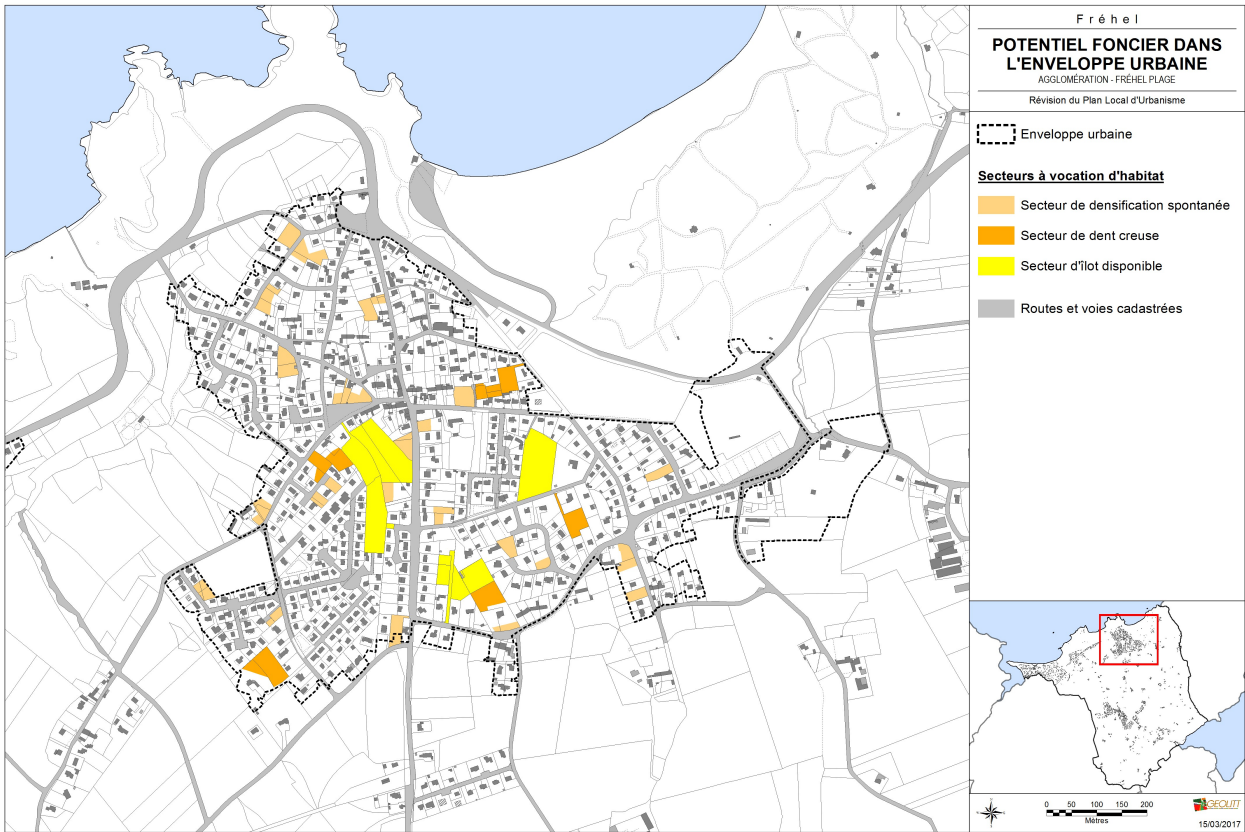 Fréhel
POTENTIEL FONCIER DANS
L'ENVELOPPE URBAINE
AGGLOMÉRATION - FRÉHEL PLAGE
Révision du Plan Local d'Urbanisme
Enveloppe urbaine
Secteurs à vocation d'habitat
Secteur de densification spontanée
Secteur de dent creuse
Secteur d'îlot disponible
Routes et voies cadastrées
0 50 100 150 200
Mètres
GEOLITT
15/03/2017